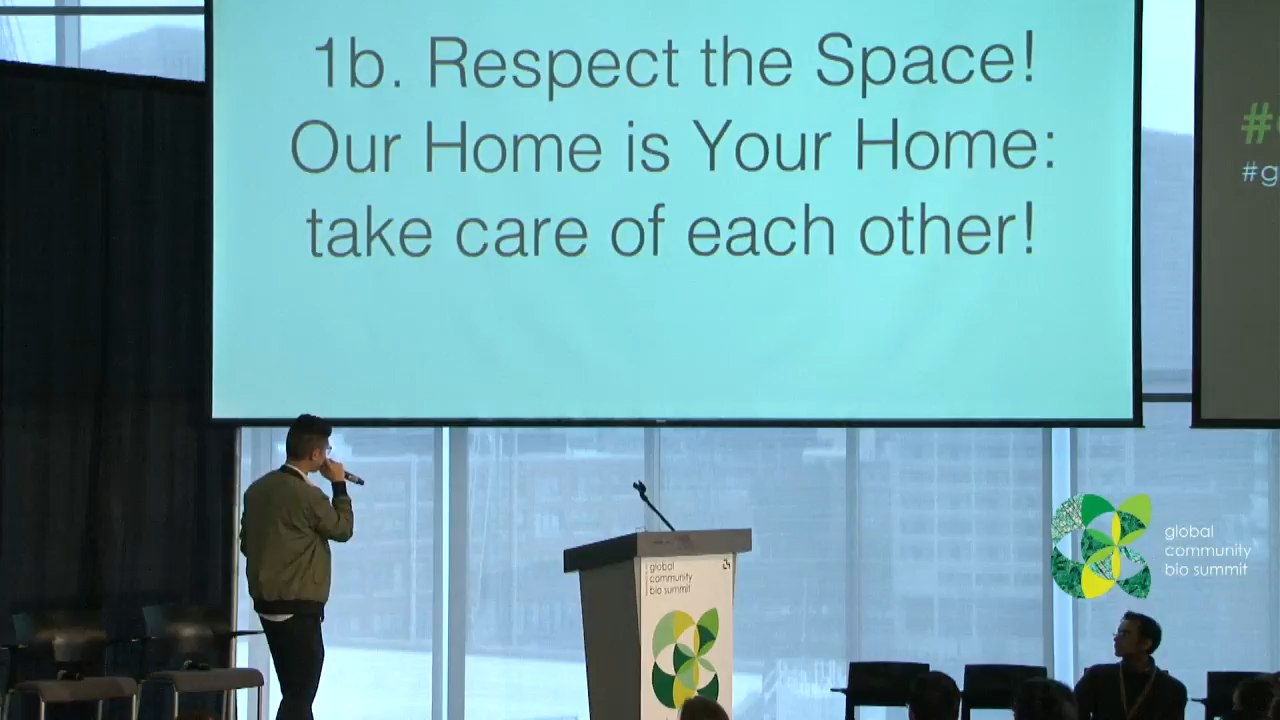 1b. Respect the Space!
Our Home is Your Home:
take care of each other!
#
#g
global
community
bio summit
global
community
bio summit